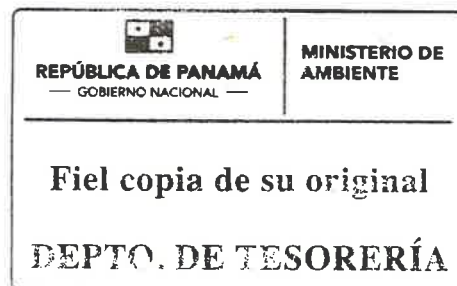 REPÚBLICA DE PANAMÁ
— GOBIERNO NACIONAL —
MINISTERIO DE
AMBIENTE
Fiel copia de su original
DEPTO. DE TESORERÍA